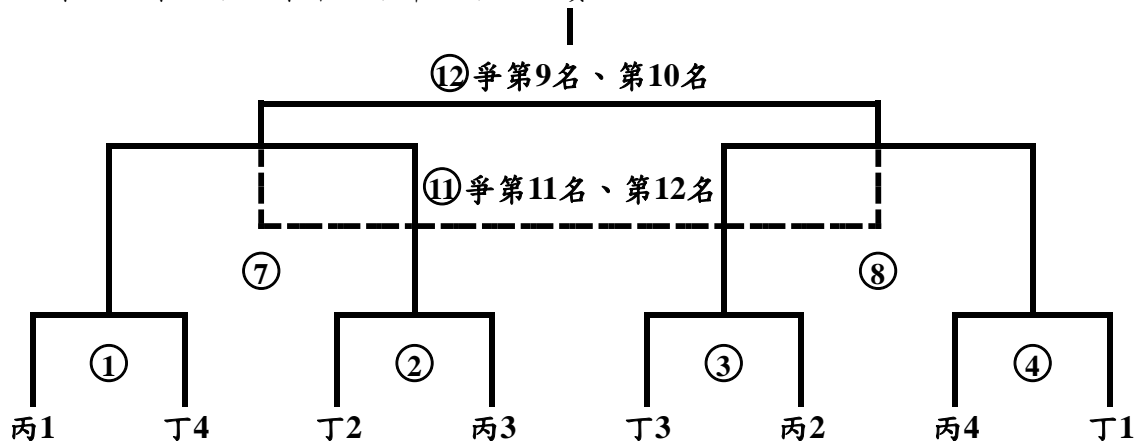 ⑫爭第9名、第10名
⑪爭第11名、第12名
⑦ ⑧
① ② ③ ④
丙1 丁4 丁2 丙3 丁3 丙2 丙4 丁1